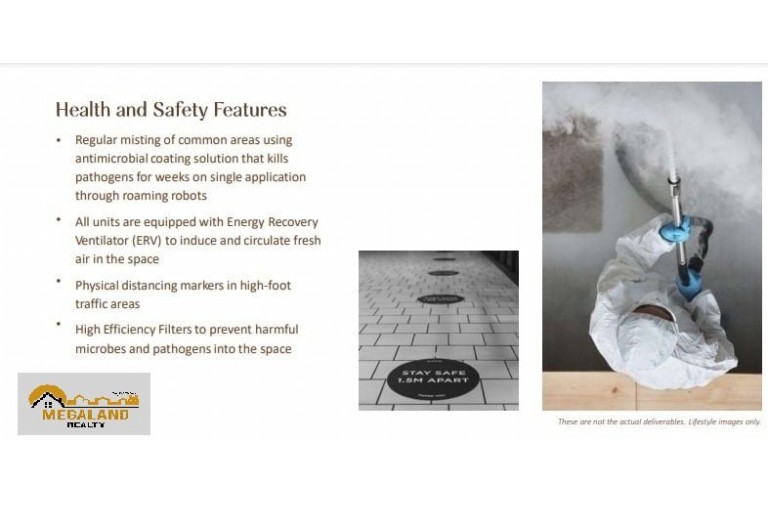 Health and Safety Features
• Regular misting of common areas using
antimicrobial coating solution that kills
pathogens for weeks on single application
through roaming robots
• All units are equipped with Energy Recovery
Ventilator (ERV) to induce and circulate fresh
air in the space
• Physical distancing markers in high-foot
traffic areas
• High Efficiency Filters to prevent harmful
microbes and pathogens into the space
STAY SAFE
1.5M APART
MEGALAND
REALTY
These are not the actual deliverables. Lifestyle images only.